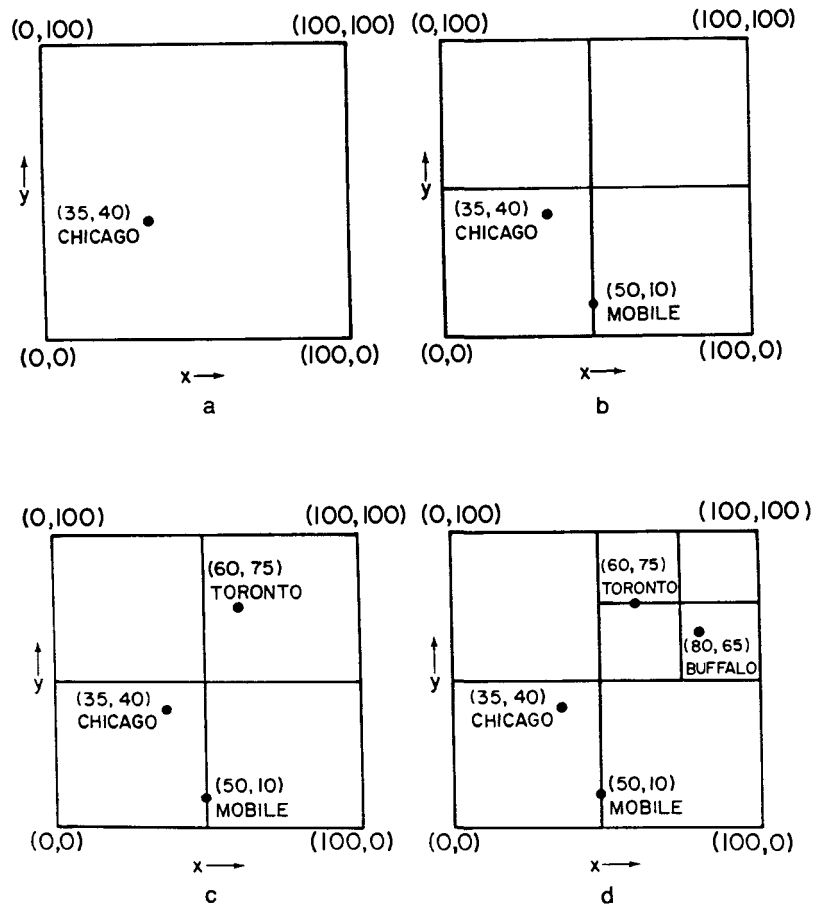 (0,100) (100,100)
(35,40)
CHICAGO
y
(0,0) (100,0)
x
a
(0,100) (100,100)
(35,40)
CHICAGO
(50,10)
MOBILE
y
(0,0) (100,0)
x
b
(0,100) (100,100)
(60,75)
TORONTO
(35,40)
CHICAGO
(50,10)
MOBILE
y
(0,0) (100,0)
x
c
(0,100) (100,100)
(60,75)
TORONTO
(80,65)
BUFFALO
(35,40)
CHICAGO
(50,10)
MOBILE
y
(0,0) (100,0)
x
d